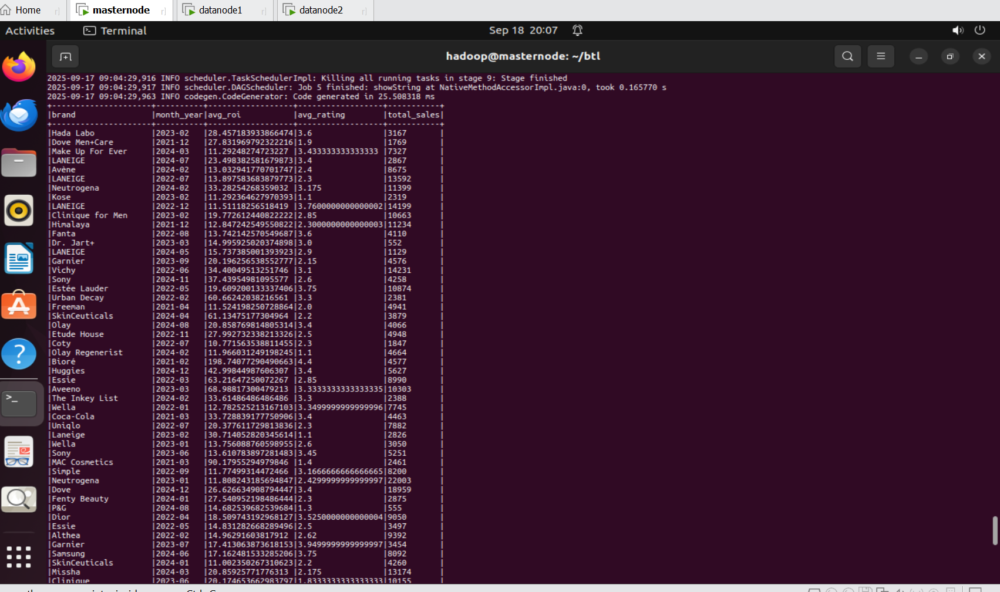 Home
masternode
datanode1
datanode2
Activities
Terminal
Sep 18 20:07
hadoop@masternode: ~/btl
2025-09-17 09:04:29,916 INFO scheduler.TaskSchedulerImpl: Killing all running tasks in stage 9: Stage finished
2025-09-17 09:04:29,917 INFO scheduler.DAGScheduler: Job 5 finished: showString at NativeMethodAccessorImpl.java:0, took 0.165770 s
2025-09-17 09:04:29,963 INFO codegen.CodeGenerator: Code generated in 25.508318 ms
+---------------------+----------+------------------+------------------+-----------+
|brand |month_year|avg_roi |avg_rating |total_sales|
+---------------------+----------+------------------+------------------+-----------+
|Hada Labo |2023-02 |28.457183933866474|3.6 |3167 |
|Dove Men+Care |2021-12 |27.831969792322216|1.9 |1769 |
|Make Up For Ever |2024-03 |11.29248274723227 |3.433333333333333 |7327 |
|LANEIGE |2024-07 |23.498382581679873|3.4 |2867 |
|Avène |2024-02 |13.032941770701747|2.4 |8675 |
|LANEIGE |2022-07 |13.897583683879773|2.3 |13592 |
|Neutrogena |2024-02 |33.28254268359032 |3.175 |11399 |
|Kose |2023-02 |11.292364627970393|1.1 |2319 |
|LANEIGE |2022-12 |11.51118256518419 |3.7600000000000002|14199 |
|Clinique for Men |2023-02 |19.772612440822222|2.85 |10663 |
|Himalaya |2021-12 |12.847242549550822|2.3000000000000003|11234 |
|Fanta |2022-08 |13.742142570549687|3.6 |4110 |
|Dr. Jart+ |2023-03 |14.995925020374898|3.0 |552 |
|LANEIGE |2024-05 |15.737385001393923|2.9 |1129 |
|Garnier |2023-09 |20.196256538552777|2.15 |4576 |
|Vichy |2022-06 |34.40049513251746 |3.1 |14231 |
|Sony |2024-11 |37.43954981095577 |2.6 |4258 |
|Estée Lauder |2022-05 |19.609200133337406|3.75 |10874 |
|Urban Decay |2022-02 |60.66242038216561 |3.3 |2381 |
|Freeman |2021-04 |11.524198250728864|2.0 |4941 |
|SkinCeuticals |2024-04 |61.13475177304964 |2.2 |3879 |
|Olay |2024-08 |20.858769814805314|3.4 |4066 |
|Etude House |2022-11 |27.992732338213326|2.5 |4948 |
|Coty |2022-07 |10.771563538811455|2.3 |1847 |
|Olay Regenerist |2024-02 |11.966031249198245|1.1 |4664 |
|Bioré |2021-02 |198.74077290490663|4.4 |4577 |
|Huggies |2024-12 |42.99844987606307 |3.4 |5627 |
|Essie |2022-03 |63.21647250072267 |2.85 |8990 |
|Aveeno |2023-03 |68.98817300479213 |3.3333333333333335|10303 |
|The Inkey List |2024-02 |33.61486486486486 |3.3 |2388 |
|Wella |2022-01 |12.782525213167103|3.3499999999999996|7745 |
|Coca-Cola |2021-03 |33.728839177750906|3.4 |4463 |
|Uniqlo |2022-07 |20.377611729813836|2.3 |7882 |
|Laneige |2023-02 |30.714052820345614|1.1 |2826 |
|Wella |2023-01 |13.756088760598955|2.6 |3050 |
|Sony |2023-06 |13.610783897281483|3.45 |5251 |
|MAC Cosmetics |2021-03 |90.17955294979846 |1.4 |2461 |
|Simple |2022-09 |11.77499314472466 |3.1666666666666665|8200 |
|Neutrogena |2023-01 |11.808243185694847|2.4299999999999997|22003 |
|Dove |2024-12 |26.626634908794447|3.4 |18959 |
|Fenty Beauty |2024-01 |27.540952198486444|2.3 |2875 |
|P&G |2024-08 |14.682539682539684|1.3 |555 |
|Dior |2022-04 |18.509743192968127|3.5250000000000004|9050 |
|Essie |2022-05 |14.831282668289496|2.5 |3497 |
|Althea |2022-02 |14.96291603817912 |2.62 |9392 |
|Garnier |2023-07 |17.413063873618153|3.9499999999999997|3454 |
|Samsung |2024-06 |17.162481533285206|3.75 |8092 |
|SkinCeuticals |2024-01 |11.002350267310623|2.2 |4260 |
|Missha |2024-03 |20.85925771776313 |2.175 |13174 |
|Clinique |2023-06 |20.174653662983797|1.8333333333333333|10155 |